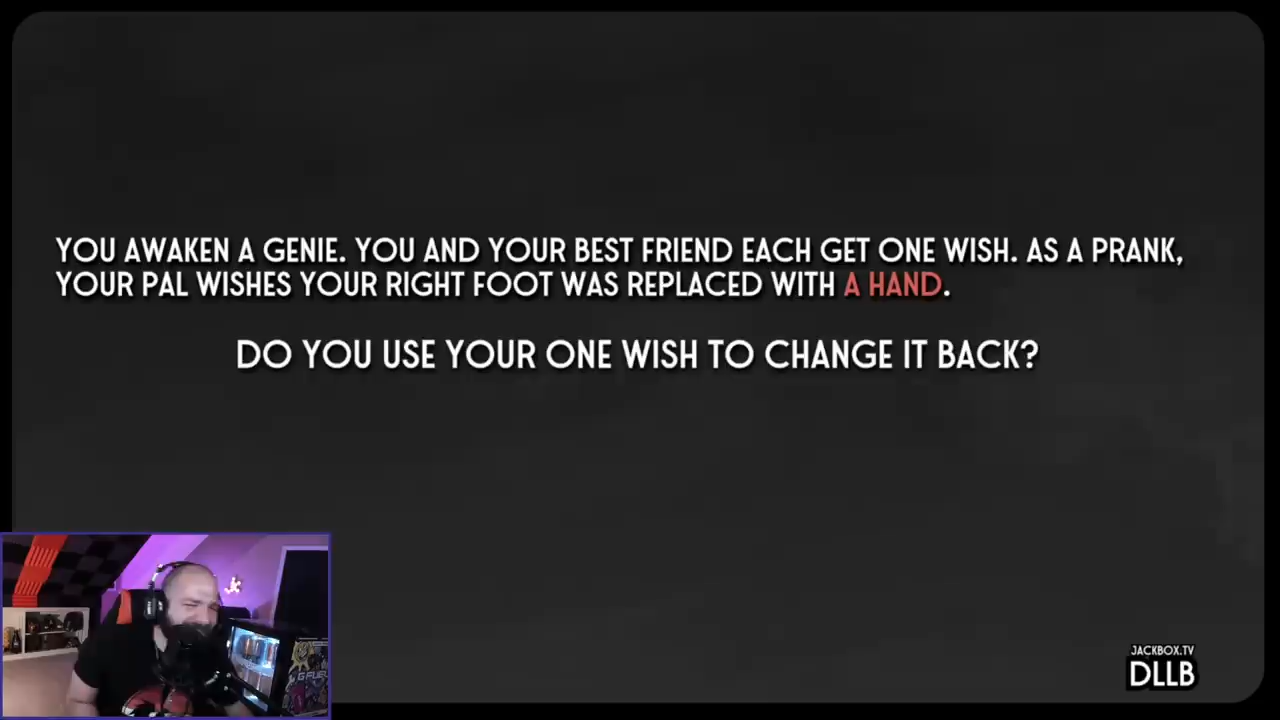 YOU AWAKEN A GENIE. YOU AND YOUR BEST FRIEND EACH GET ONE WISH. AS A PRANK,
YOUR PAL WISHES YOUR RIGHT FOOT WAS REPLACED WITH A HAND.
DO YOU USE YOUR ONE WISH TO CHANGE IT BACK?
G FUEL
JACKBOX.TV
DLLB